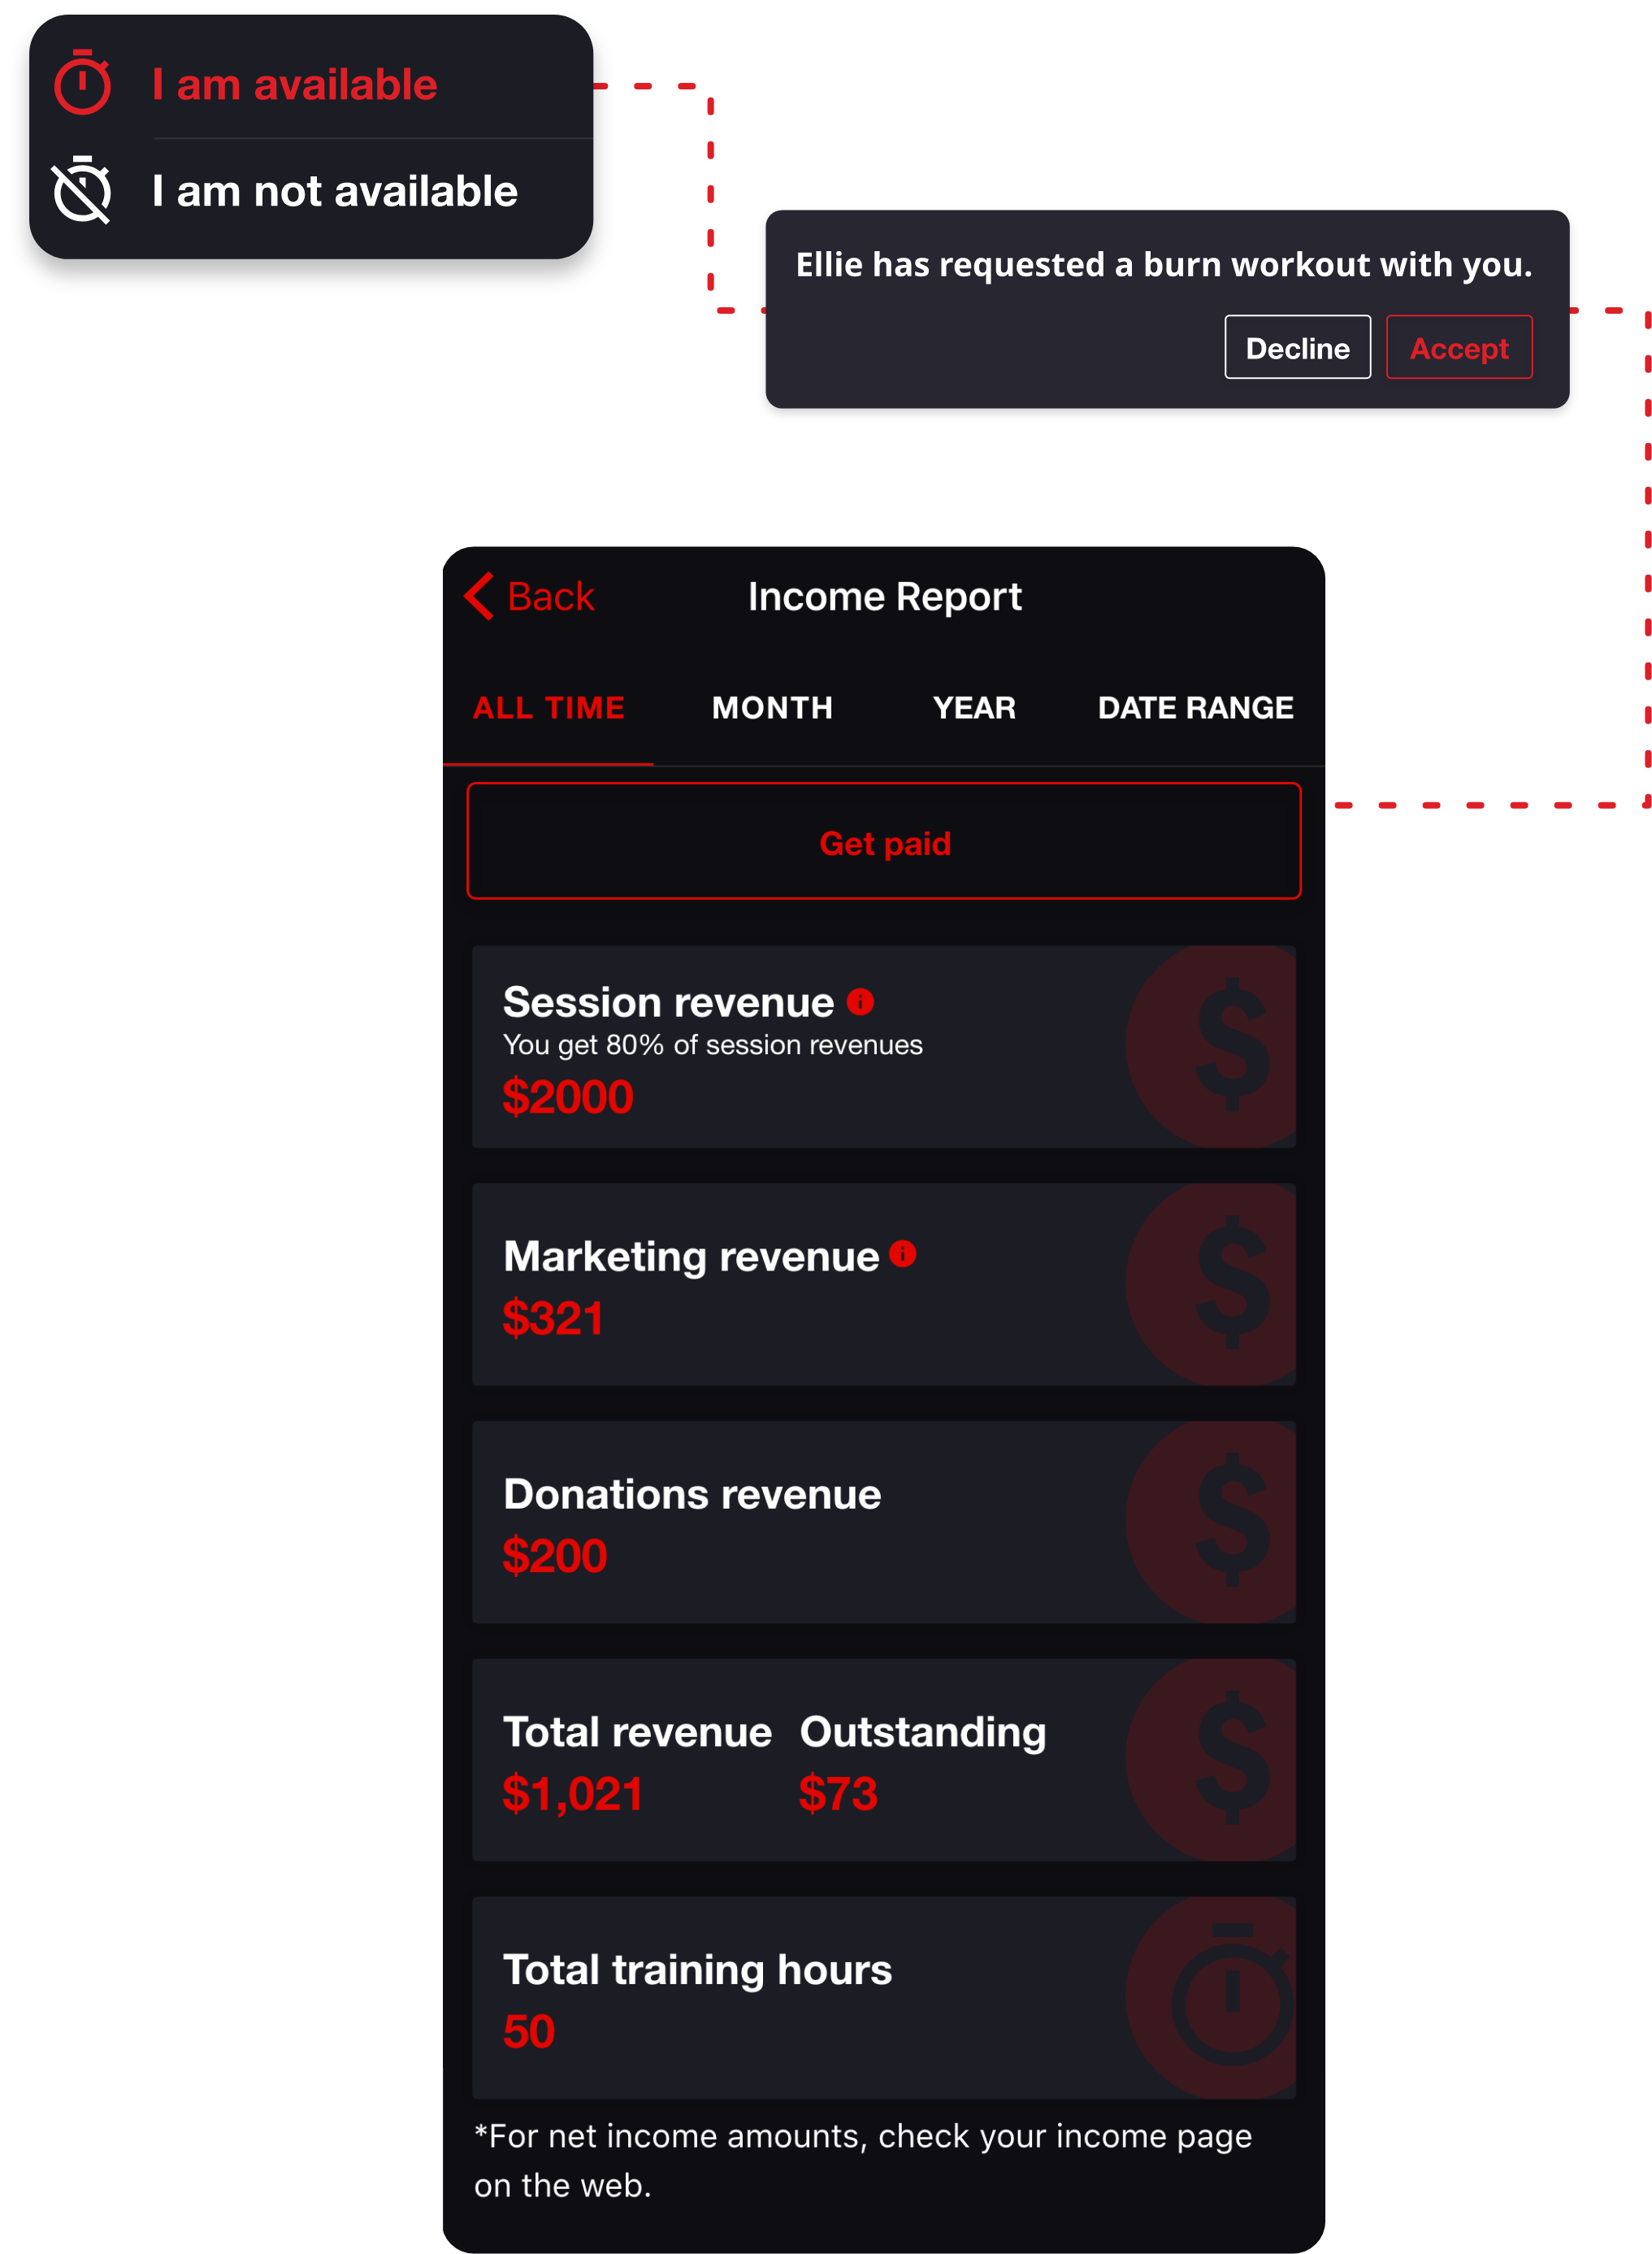 I am available
I am not available
Ellie has requested a burn workout with you.
Decline Accept
Back Income Report
ALL TIME MONTH YEAR DATE RANGE
Get paid
Session revenue
You get 80% of session revenues
$2000
Marketing revenue
$321
Donations revenue
$200
Total revenue Outstanding
$1,021 $73
Total training hours
50
*For net income amounts, check your income page
on the web.